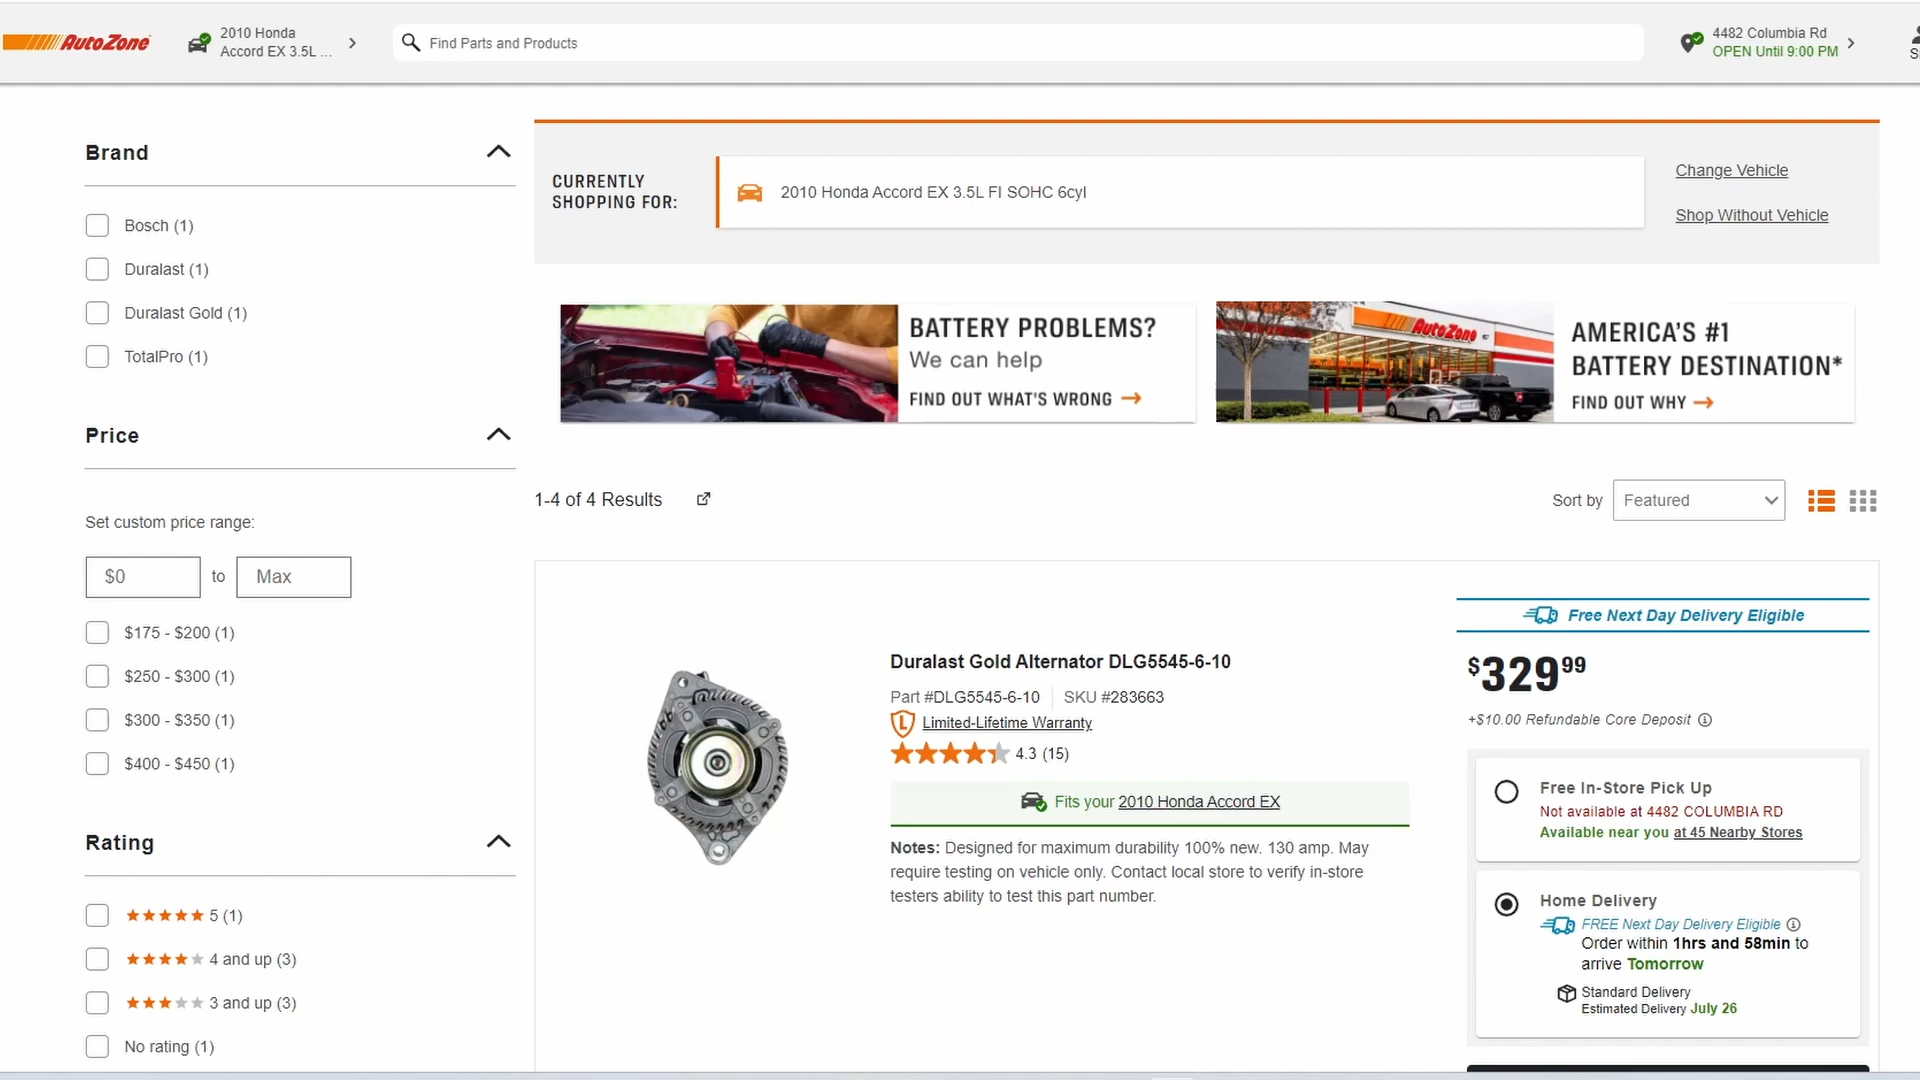 AutoZone
2010 Honda
Accord EX 3.5L ...
Find Parts and Products
4482 Columbia Rd
OPEN Until 9:00 PM
Brand
Bosch (1)
Duralast (1)
Duralast Gold (1)
TotalPro (1)
Price
Set custom price range:
$0 to Max
$175 - $200 (1)
$250 - $300 (1)
$300 - $350 (1)
$400 - $450 (1)
Rating
5 (1)
4 and up (3)
3 and up (3)
No rating (1)
CURRENTLY
SHOPPING FOR:
2010 Honda Accord EX 3.5L FI SOHC 6cyl
Change Vehicle
Shop Without Vehicle
BATTERY PROBLEMS?
We can help
FIND OUT WHAT'S WRONG
AutoZone
AMERICA'S #1
BATTERY DESTINATION*
FIND OUT WHY
1-4 of 4 Results
Sort by Featured
Duralast Gold Alternator DLG5545-6-10
Part #DLG5545-6-10 SKU #283663
Limited-Lifetime Warranty
4.3 (15)
Fits your 2010 Honda Accord EX
Notes: Designed for maximum durability 100% new. 130 amp. May
require testing on vehicle only. Contact local store to verify in-store
testers ability to test this part number.
Free Next Day Delivery Eligible
$329 99
+$10.00 Refundable Core Deposit
Free In-Store Pick Up
Not available at 4482 COLUMBIA RD
Available near you at 45 Nearby Stores
Home Delivery
FREE Next Day Delivery Eligible
Order within 1hrs and 58min to
arrive Tomorrow
Standard Delivery
Estimated Delivery July 26